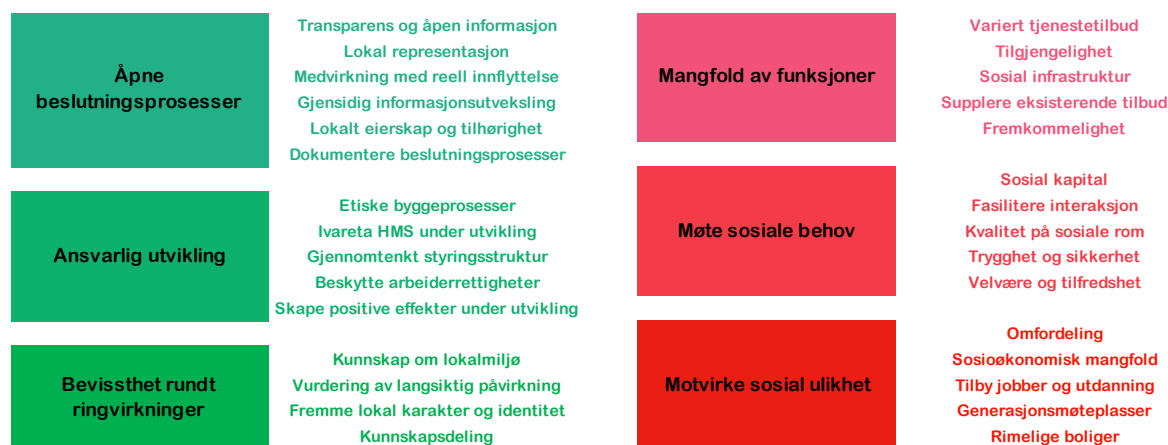 Åpne
beslutningsprosesser
Transparens og åpen informasjon
Lokal representasjon
Medvirkning med reell innflyttelse
Gjensidig informasjonsutveksling
Lokalt eierskap og tilhørighet
Dokumentere beslutningsprosesser
Ansvarlig utvikling
Etiske byggeprosesser
Ivareta HMS under utvikling
Gjennomtenkt styringsstruktur
Beskytte arbeiderrettigheter
Skape positive effekter under utvikling
Bevissthet rundt
ringvirkninger
Kunnskap om lokalmiljø
Vurdering av langsiktig påvirkning
Fremme lokal karakter og identitet
Kunnskapsdeling
Mangfold av funksjoner
Variert tjenestetilbud
Tilgjengelighet
Sosial infrastruktur
Supplere eksisterende tilbud
Fremkommelighet
Møte sosiale behov
Sosial kapital
Fasilitere interaksjon
Kvalitet på sosiale rom
Trygghet og sikkerhet
Velvære og tilfredshet
Motvirke sosial ulikhet
Omfordeling
Sosioøkonomisk mangfold
Tilby jobber og utdanning
Generasjonsmøteplasser
Rimelige boliger